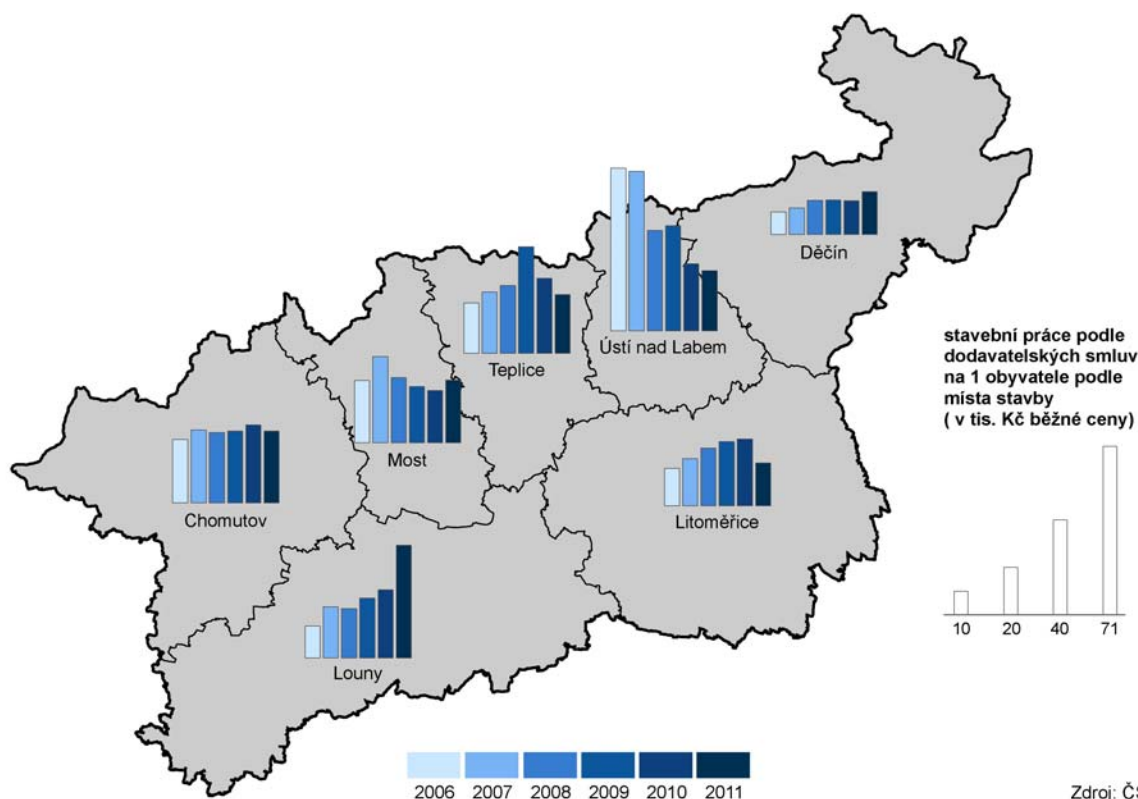 Děčín
Ústí nad Labem
Teplice
Most
Chomutov
Litoměřice
Louny
stavební práce podle
dodavatelských smluv
na 1 obyvatele podle
místa stavby
( v tis. Kč běžné ceny)
10 20 40 71
2006 2007 2008 2009 2010 2011
Zdroj: